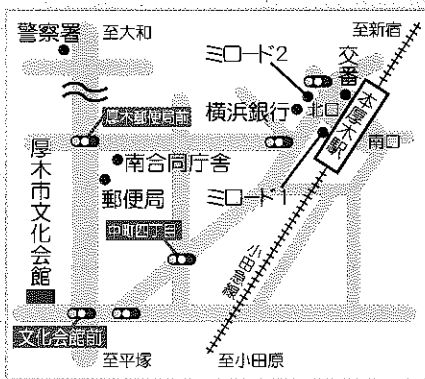 警察署
至大和
至新宿
ミロード2
交番
厚木郵便局前
横浜銀行
北口
本厚木駅
南口
南合同庁舎
郵便局
ミロード1
厚木市文化会館
中町四丁目
小田急線
文化会館前
至平塚
至小田原